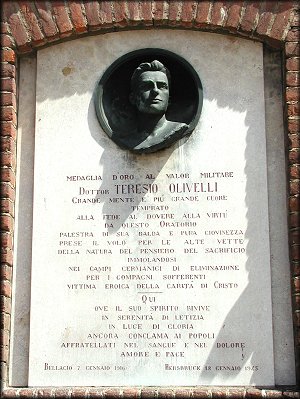 MEDAGLIA D'ORO AL VALOR MILITARE
DOTTOR TERESIO OLIVELLI
GRANDE MENTE E PIÙ GRANDE CUORE
TEMPRATO
ALLA FEDE AL DOVERE ALLA VIRTÙ
DA QUESTO ORATORIO
PALESTRA DI SUA BALDA E PURA GIOVINEZZA
PRESE IL VOLO PER LE ALTE VETTE
DELLA NATURA DEL PENSIERO DEL SACRIFICIO
IMMOLANDOSI
NEI CAMPI GERMANICI DI ELIMINAZIONE
PER I COMPAGNI SOFFERENTI
VITTIMA EROICA DELLA CARITÀ DI CRISTO
QUI
OVE IL SUO SPIRITO RIVIVE
IN SERENITÀ DI LETIZIA
IN LUCE DI GLORIA
ANCORA CONCLAMA AI POPOLI
AFFRATELLATI NEL SANGUE E NEL DOLORE
AMORE E PACE
BELLAGIO 7 GENNAIO 1916 HERSBRUCK 12 GENNAIO 1945